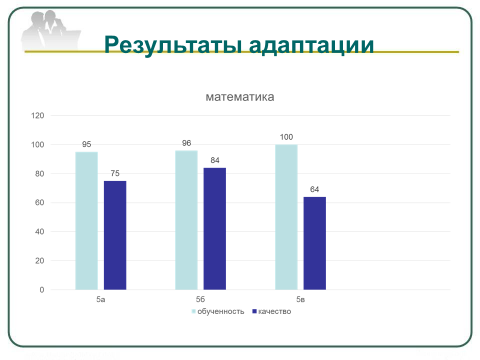 Результаты адаптации
математика
120
100
80
60
40
20
0
95
75
96
84
100
64
5а
5б
5в
обученность
качество